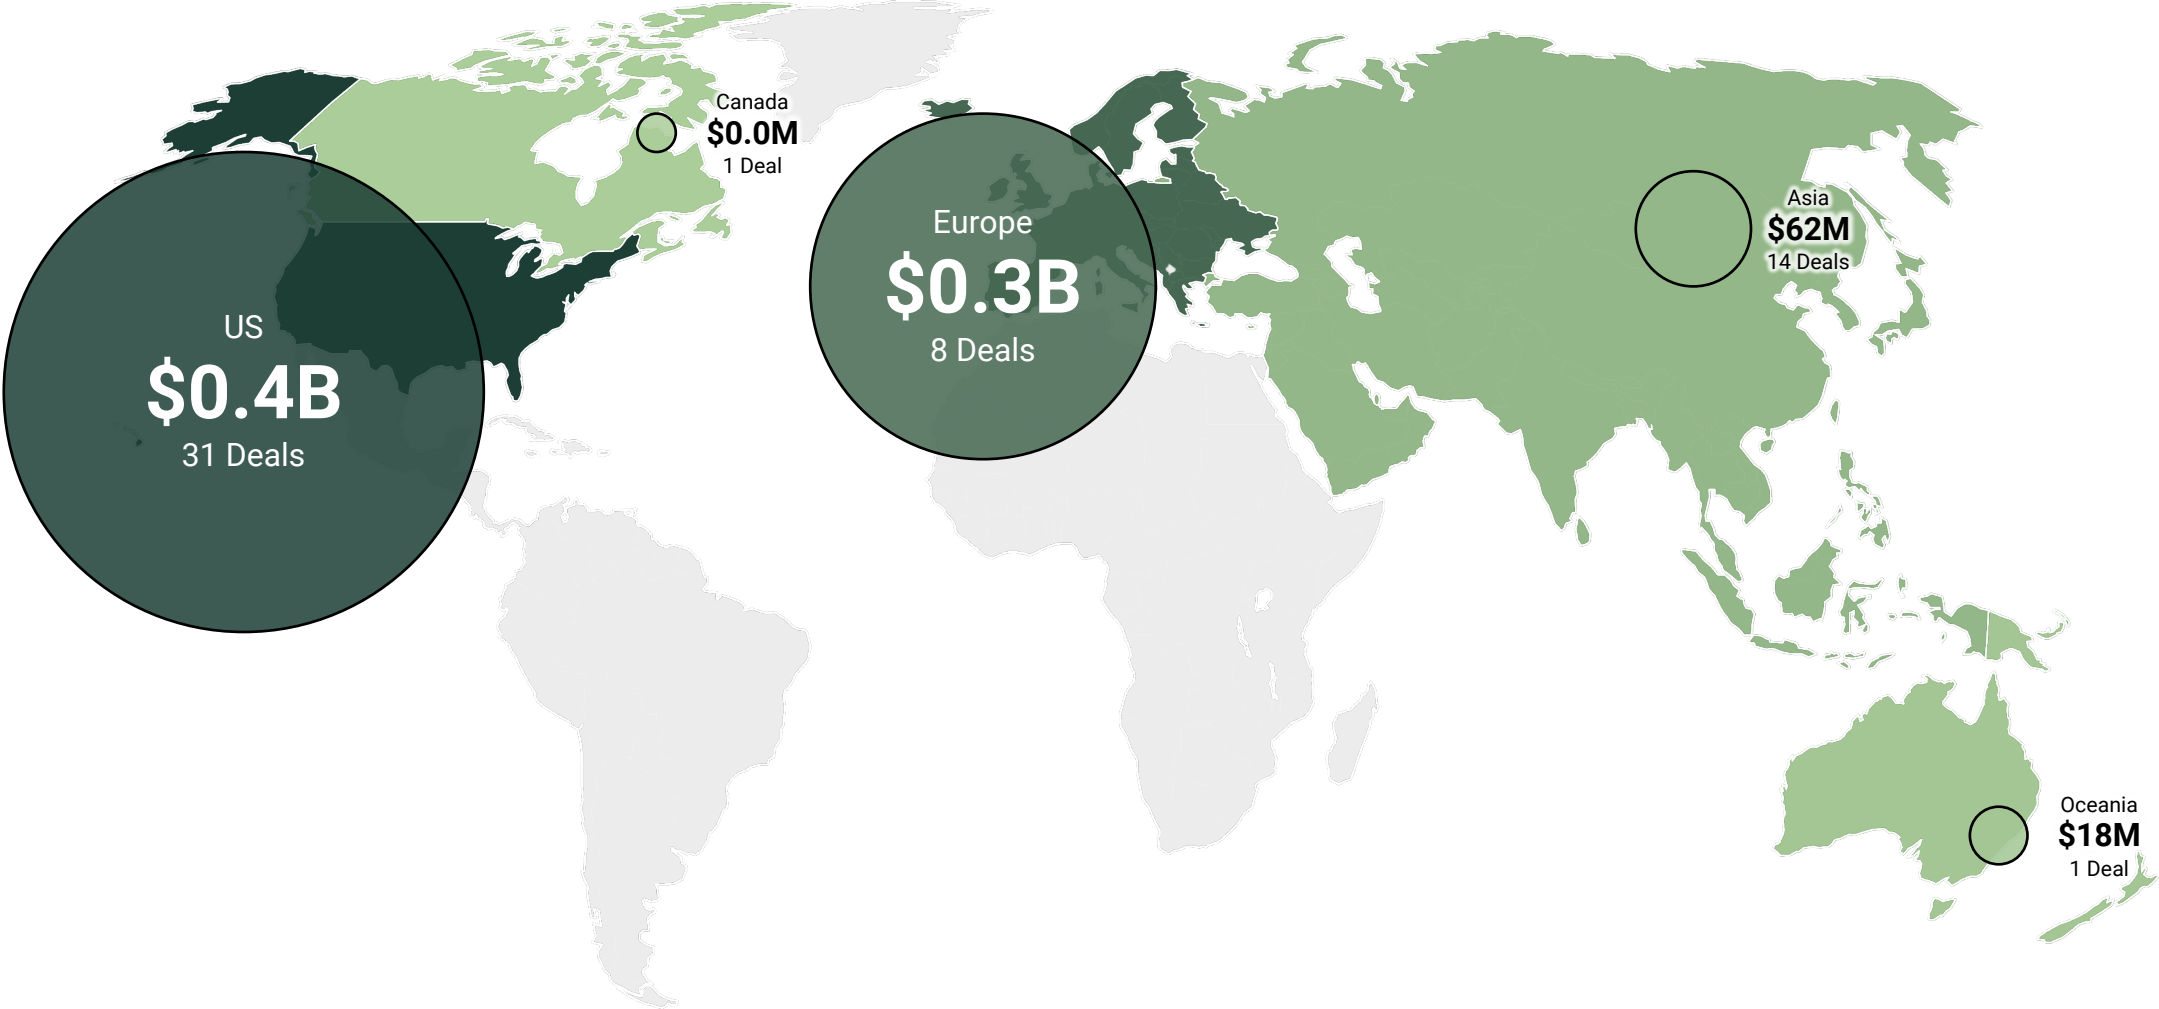 Canada
$0.0M
1 Deal
US
$0.4B
31 Deals
Europe
$0.3B
8 Deals
Asia
$62M
14 Deals
Oceania
$18M
1 Deal